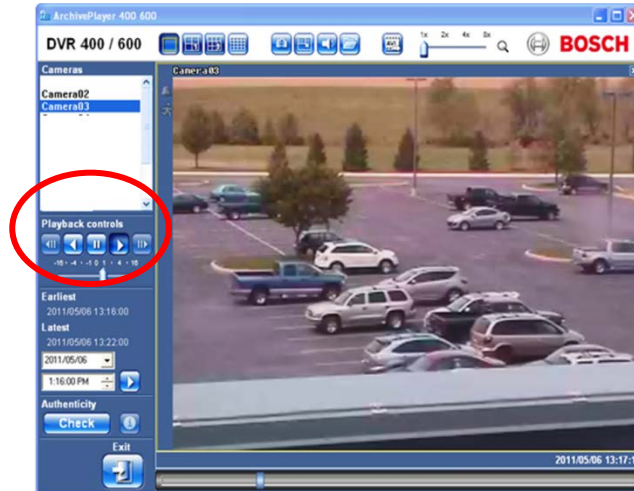 ArchivePlayer 400 600
DVR 400 / 600
1x 2x 4x 8x
BOSCH
Cameras
Camera02
Camera03
Camera03
Playback controls
-16 · -4 · -1 0 1 · 4 · 16
Earliest
2011/05/06 13:16:00
Latest
2011/05/06 13:22:00
2011/05/06
1:16:00 PM
Authenticity
Check
Exit
2011/05/06 13:17:1